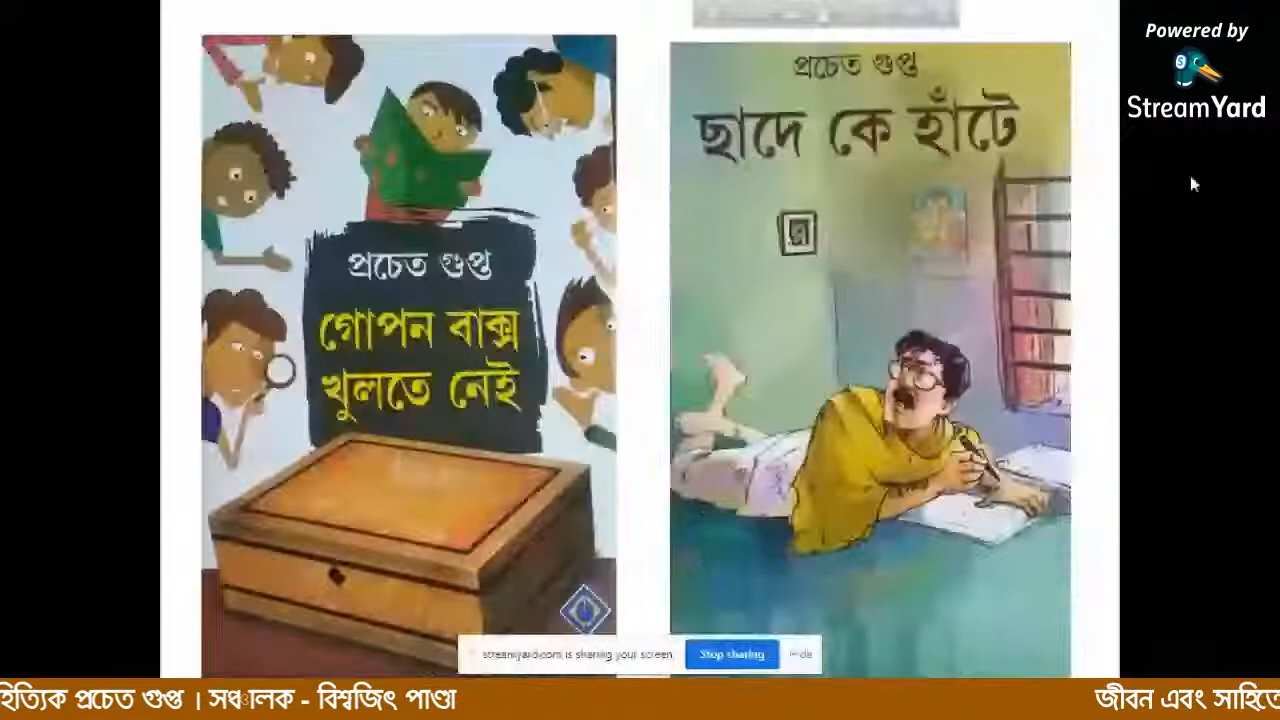 Powered by
StreamYard
প্রচেত গুপ্ত
গোপন বাক্স
খুলতে নেই
প্রচেত গুপ্ত
ছাদে কে হাঁটে
streamyard.com is sharing your screen.
Stop sharing
Hide
হিত্যিক প্রচেত গুপ্ত । সঞ্চালক - বিশ্বজিৎ পাণ্ডা
জীবন এবং সাহিতে